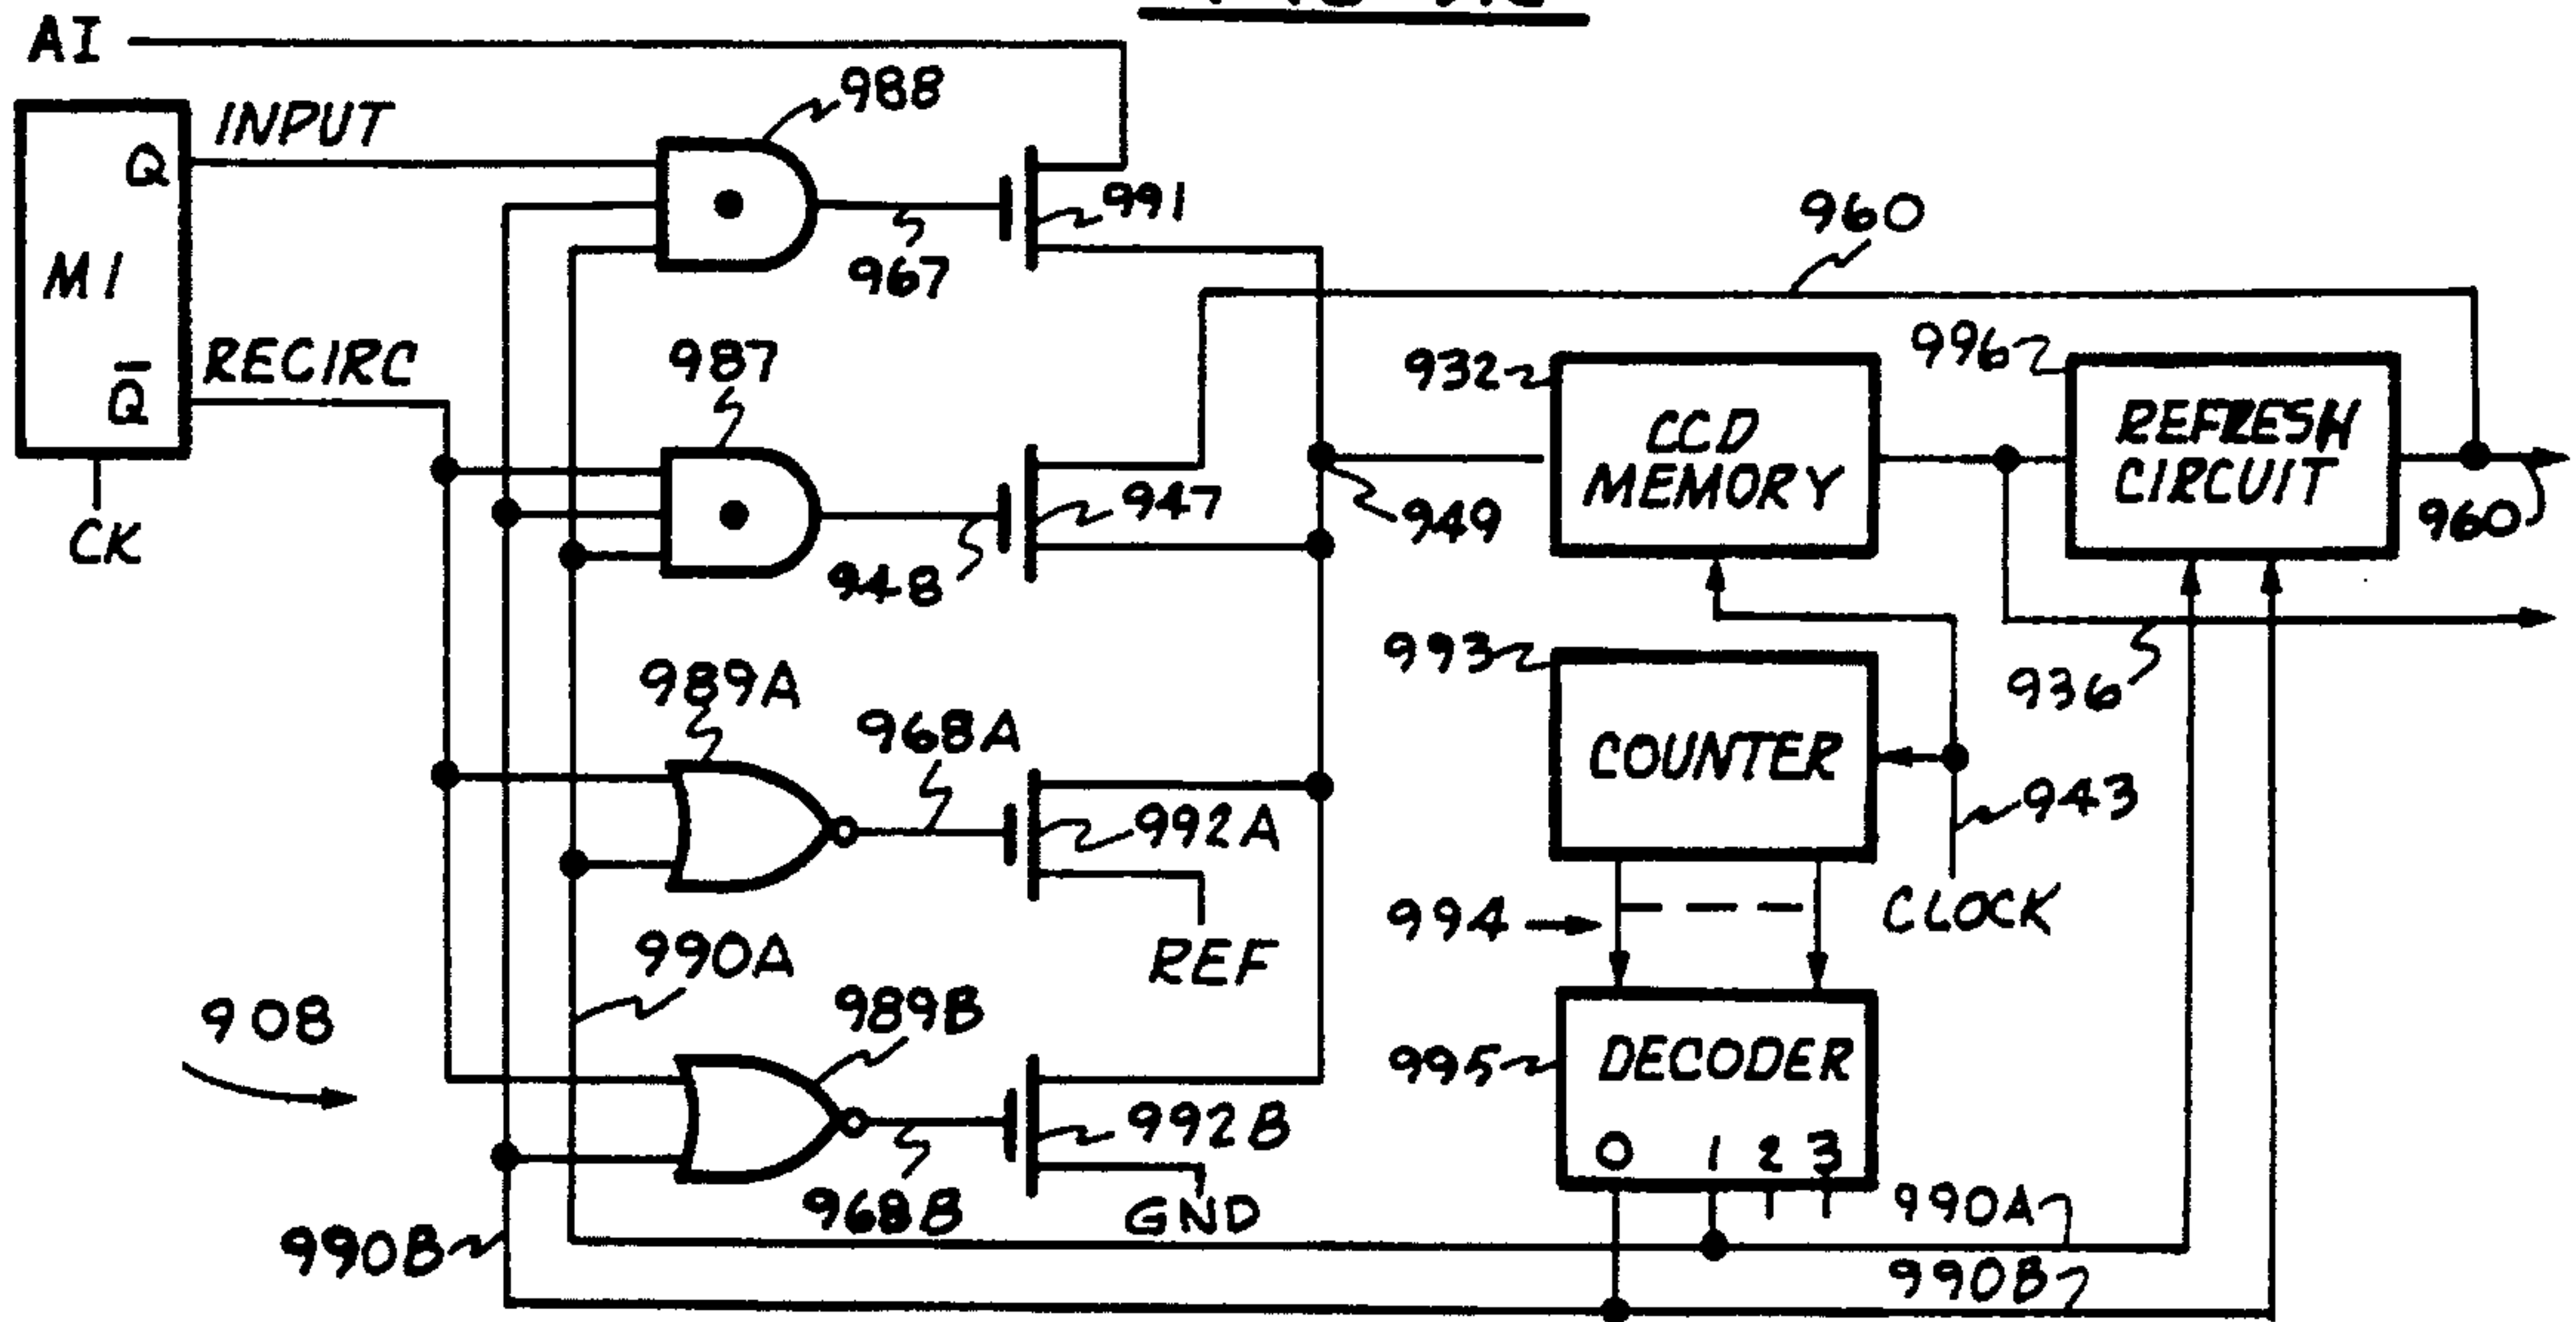 AI
988
INPUT
Q
991
960
MI
967
RECIRC
Q̅
987
932
996
CCD
MEMORY
REFRESH
CIRCUIT
947
949
960
CK
948
993
936
989A
968A
COUNTER
943
992A
994
CLOCK
990A
REF
908
989B
995
DECODER
992B
0 1 2 3
968B
GND
990A
990B
990B